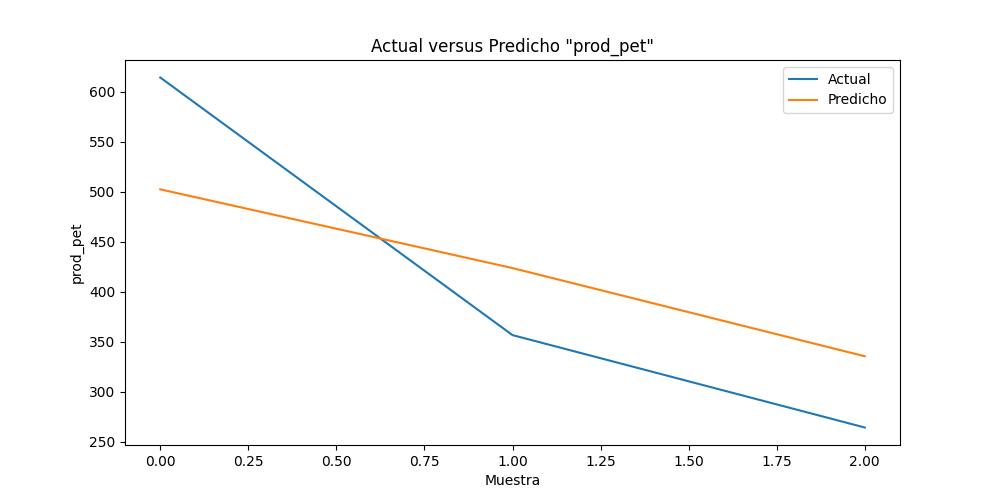 Actual versus Predicho "prod_pet"
Actual
Predicho
prod_pet
600
550
500
450
400
350
300
250
0.00 0.25 0.50 0.75 1.00 1.25 1.50 1.75 2.00
Muestra